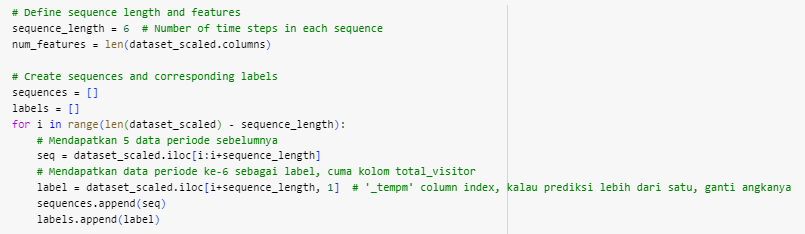 # Define sequence length and features
sequence_length = 6  # Number of time steps in each sequence
num_features = len(dataset_scaled.columns)

# Create sequences and corresponding labels
sequences = []
labels = []
for i in range(len(dataset_scaled) - sequence_length):
    # Mendapatkan 5 data periode sebelumnya
    seq = dataset_scaled.iloc[i:i+sequence_length]
    # Mendapatkan data periode ke-6 sebagai label, cuma kolom total_visitor
    label = dataset_scaled.iloc[i+sequence_length, 1]  # '_tempm' column index, kalau prediksi lebih dari satu, ganti angkanya
    sequences.append(seq)
    labels.append(label)